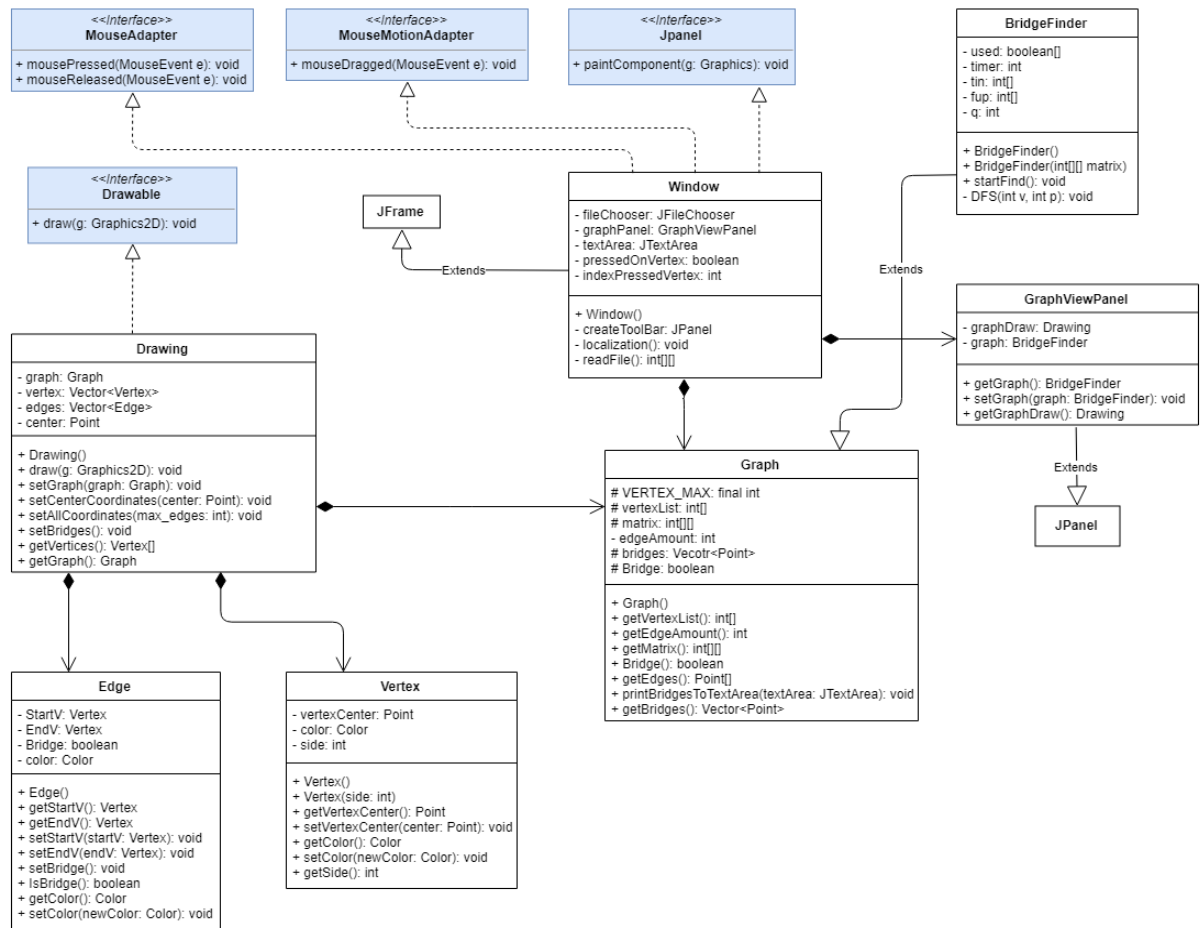 <<Interface>>
MouseAdapter
+ mousePressed(MouseEvent e): void
+ mouseReleased(MouseEvent e): void
<<Interface>>
MouseMotionAdapter
+ mouseDragged(MouseEvent e): void
<<Interface>>
Jpanel
+ paintComponent(g: Graphics): void
BridgeFinder
- used: boolean[]
- timer: int
- tin: int[]
- fup: int[]
- q: int
+ BridgeFinder()
+ BridgeFinder(int[][] matrix)
+ startFind(): void
- DFS(int v, int p): void
<<Interface>>
Drawable
+ draw(g: Graphics2D): void
JFrame
Extends
Window
- fileChooser: JFileChooser
- graphPanel: GraphViewPanel
- textArea: JTextArea
- pressedOnVertex: boolean
- indexPressedVertex: int
+ Window()
- createToolBar: JPanel
- localization(): void
- readFile(): int[][]
Extends
GraphViewPanel
- graphDraw: Drawing
- graph: BridgeFinder
+ getGraph(): BridgeFinder
+ setGraph(graph: BridgeFinder): void
+ getGraphDraw(): Drawing
Extends
JPanel
Drawing
- graph: Graph
- vertex: Vector<Vertex>
- edges: Vector<Edge>
- center: Point
+ Drawing()
+ draw(g: Graphics2D): void
+ setGraph(graph: Graph): void
+ setCenterCoordinates(center: Point): void
+ setAllCoordinates(max_edges: int): void
+ setBridges(): void
+ getVertices(): Vertex[]
+ getGraph(): Graph
Graph
# VERTEX_MAX: final int
# vertexList: int[]
# matrix: int[][]
- edgeAmount: int
# bridges: Vecotr<Point>
# Bridge: boolean
+ Graph()
+ getVertexList(): int[]
+ getEdgeAmount(): int
+ getMatrix(): int[][]
+ Bridge(): boolean
+ getEdges(): Point[]
+ printBridgesToTextArea(textArea: JTextArea): void
+ getBridges(): Vector<Point>
Edge
- StartV: Vertex
- EndV: Vertex
- Bridge: boolean
- color: Color
+ Edge()
+ getStartV(): Vertex
+ getEndV(): Vertex
+ setStartV(startV: Vertex): void
+ setEndV(endV: Vertex): void
+ setBridge(): void
+ IsBridge(): boolean
+ getColor(): Color
+ setColor(newColor: Color): void
Vertex
- vertexCenter: Point
- color: Color
- side: int
+ Vertex()
+ Vertex(side: int)
+ getVertexCenter(): Point
+ setVertexCenter(center: Point): void
+ getColor(): Color
+ setColor(newColor: Color): void
+ getSide(): int